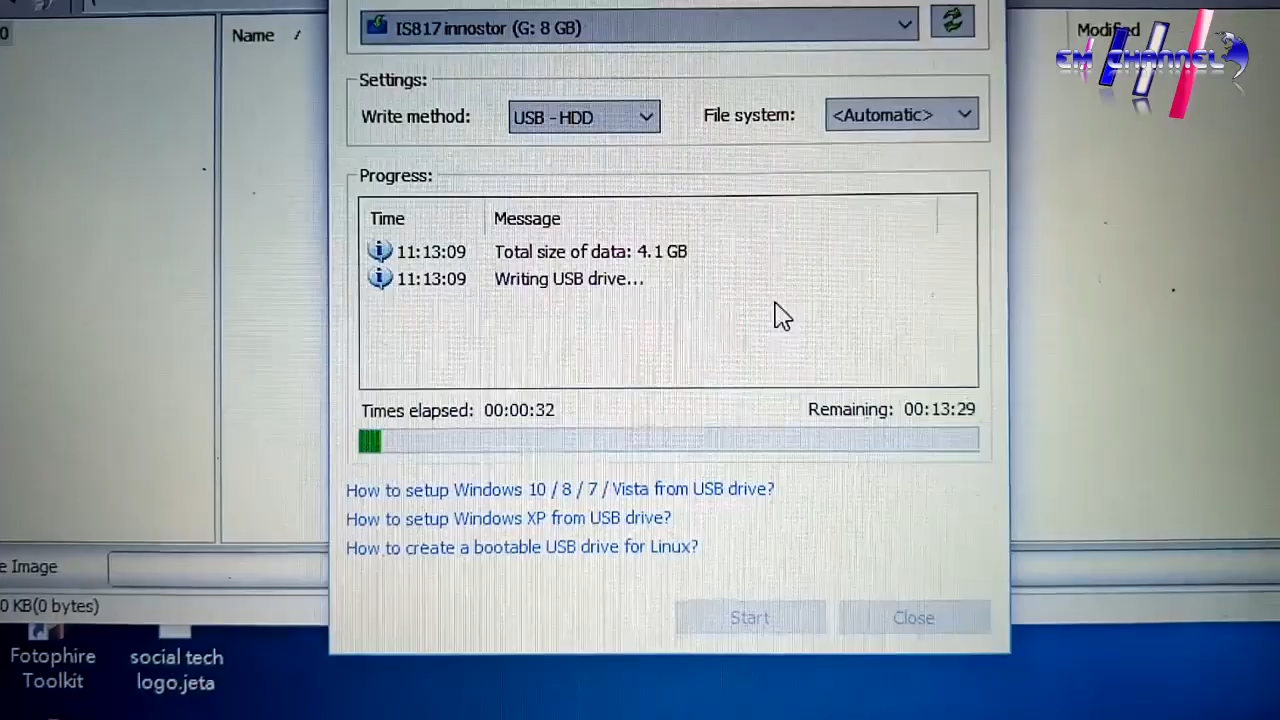 0
Name
Modified
EM CHANNEL
IS817 innostor (G: 8 GB)
Settings:
Write method:
USB - HDD
File system:
<Automatic>
Progress:
Time Message
11:13:09 Total size of data: 4.1 GB
11:13:09 Writing USB drive...
Times elapsed: 00:00:32
Remaining: 00:13:29
How to setup Windows 10 / 8 / 7 / Vista from USB drive?
How to setup Windows XP from USB drive?
How to create a bootable USB drive for Linux?
Start
Close
e Image
0 KB(0 bytes)
Fotophire
Toolkit
social tech
logo.jeta